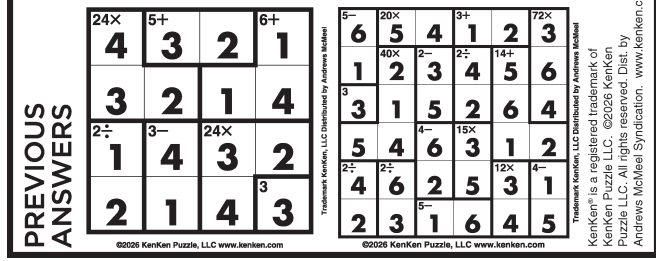 PREVIOUS
ANSWERS
24× 5+ 6+
4 3 2 1
3 2 1 4
2÷ 3− 24×
1 4 3 2
3
2 1 4 3
©2026 KenKen Puzzle, LLC www.kenken.com
Trademark KenKen, LLC Distributed by Andrews McMeel
5− 20× 3+ 72×
6 5 4 1 2 3
40× 2− 2÷ 14+
1 2 3 4 5 6
3
3 1 5 2 6 4
4− 15×
5 4 6 3 1 2
2÷ 2÷ 12× 4−
4 6 2 5 3 1
5−
2 3 1 6 4 5
©2026 KenKen Puzzle, LLC www.kenken.com
Trademark KenKen, LLC Distributed by Andrews McMeel
KenKen® is a registered trademark of
KenKen Puzzle LLC. ©2026 KenKen
Puzzle LLC. All rights reserved. Dist. by
Andrews McMeel Syndication. www.kenken.c